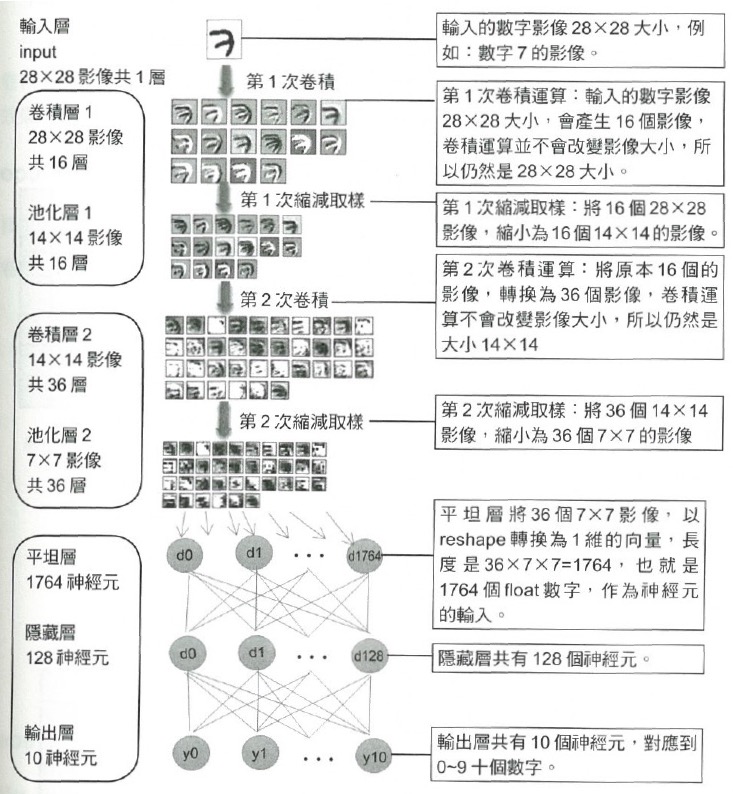 輸入層
input
28×28 影像共 1 層
輸入的數字影像 28×28 大小,例
如:數字 7 的影像。
第 1 次卷積
卷積層 1
28×28 影像
共 16 層
第 1 次卷積運算:輸入的數字影像
28×28 大小,會產生 16 個影像,
卷積運算並不會改變影像大小,所
以仍然是 28×28 大小。
第 1 次縮減取樣
池化層 1
14×14 影像
共 16 層
第 1 次縮減取樣:將 16 個 28×28
影像,縮小為 16 個 14×14 的影像。
第 2 次卷積
第 2 次卷積運算:將原本 16 個的
影像,轉換為 36 個影像,卷積運
算不會改變影像大小,所以仍然是
大小 14×14
卷積層 2
14×14 影像
共 36 層
第 2 次縮減取樣
池化層 2
7×7 影像
共 36 層
第 2 次縮減取樣:將 36 個 14×14
影像,縮小為 36 個 7×7 的影像
平坦層
1764 神經元
d0
d1
...
d1764
平坦層將 36 個 7×7 影像,以
reshape 轉換為 1 維的向量,長
度是 36×7×7=1764,也就是
1764 個 float 數字,作為神經元
的輸入。
隱藏層
128 神經元
d0
d1
...
d128
隱藏層共有 128 個神經元。
輸出層
10 神經元
y0
y1
...
y10
輸出層共有 10 個神經元,對應到
0~9 十個數字。